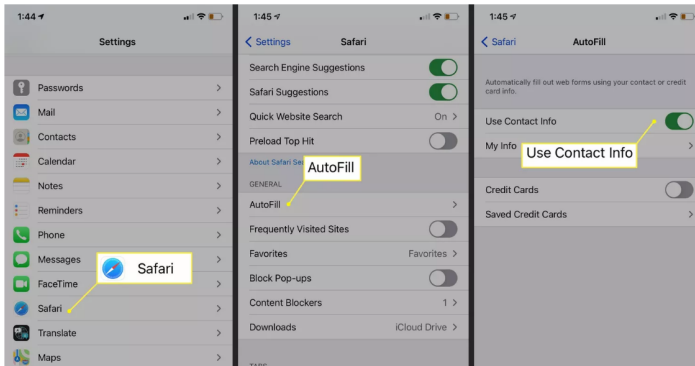 1:44
Settings
Passwords
Mail
Contacts
Calendar
Notes
Reminders
Phone
Messages
Safari
FaceTime
Safari
Translate
Maps
1:45
Settings
Safari
Search Engine Suggestions
Safari Suggestions
Quick Website Search
On
Preload Top Hit
About Safari
AutoFill
GENERAL
AutoFill
Frequently Visited Sites
Favorites
Favorites
Block Pop-ups
Content Blockers
1
Downloads
iCloud Drive
TABS
1:45
Safari
AutoFill
Automatically fill out web forms using your contact or credit
card info.
Use Contact Info
My Info
Use Contact Info
Credit Cards
Saved Credit Cards